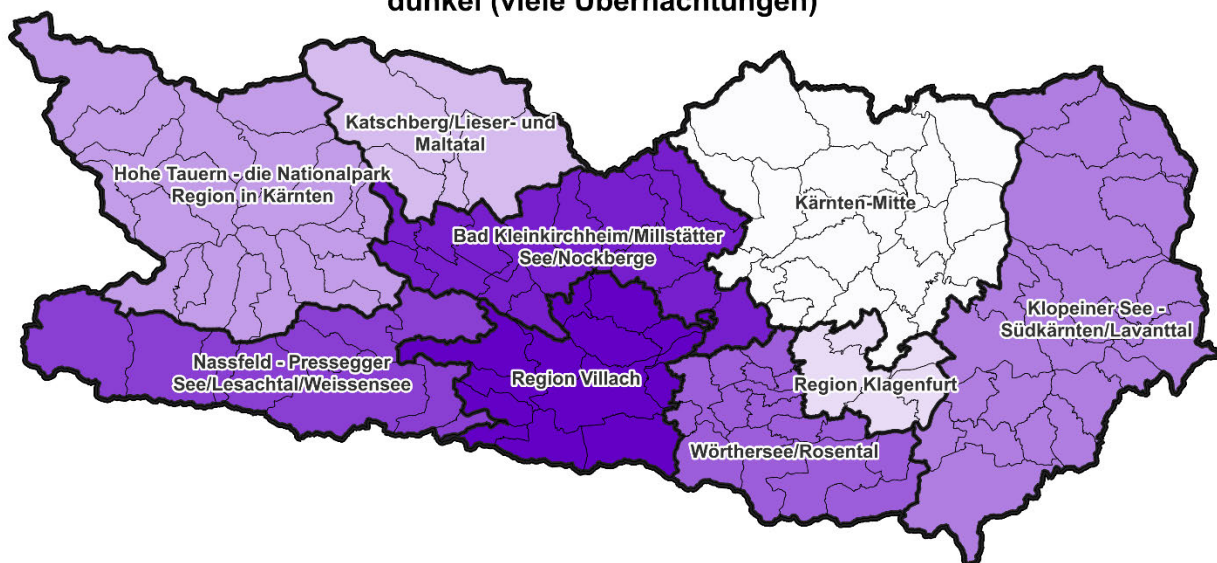 dunkel (viele Übernachtungen)
Katschberg/Lieser- und
Maltatal
Hohe Tauern - die Nationalpark
Region in Kärnten
Kärnten-Mitte
Bad Kleinkirchheim/Millstätter
See/Nockberge
Klopeiner See -
Südkärnten/Lavanttal
Nassfeld - Pressegger
See/Lesachtal/Weissensee
Region Villach
Region Klagenfurt
Wörthersee/Rosental